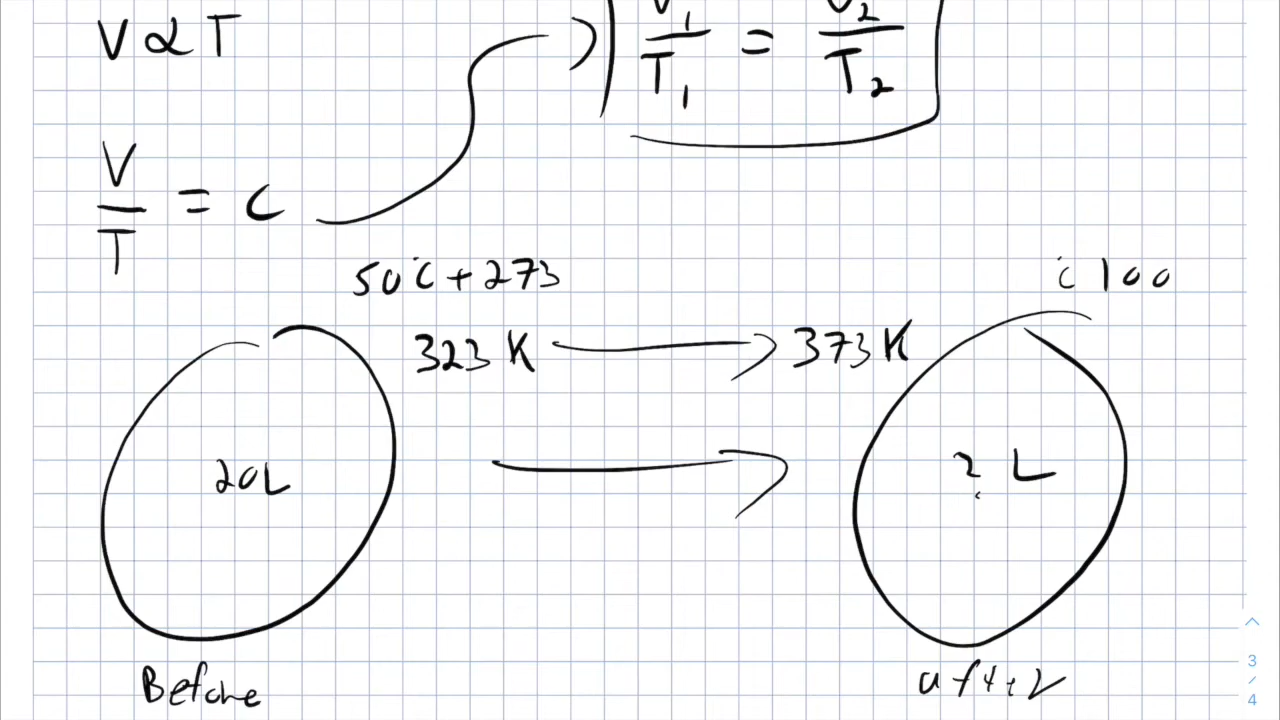 V ∝ T
V₁/T₁ = V₂/T₂
V/T = C
50°C + 273
°C 100
323 K
373 K
20L
? L
Before
after
3
/
4